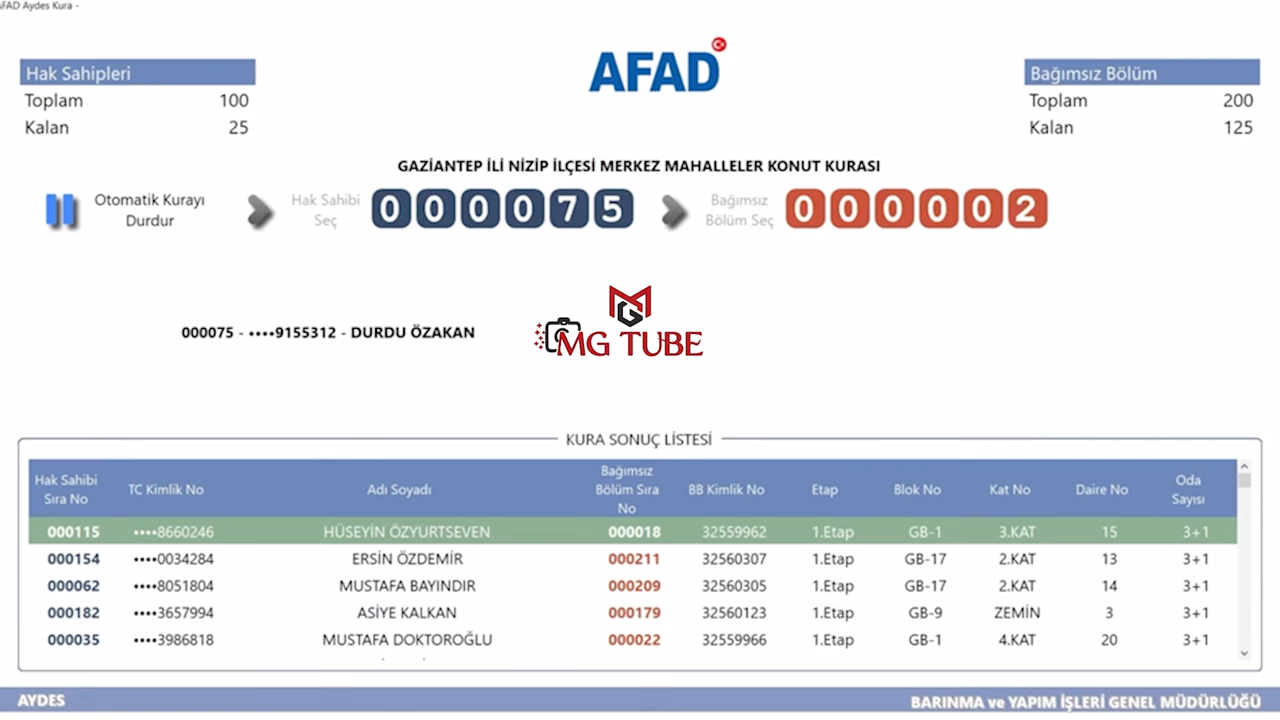 AFAD Aydes Kura -
AFAD
Hak Sahipleri
Toplam 100
Kalan 25
Bağımsız Bölüm
Toplam 200
Kalan 125
GAZİANTEP İLİ NİZİP İLÇESİ MERKEZ MAHALLELER KONUT KURASI
Otomatik Kurayı
Durdur
Hak Sahibi
Seç
000075
Bağımsız
Bölüm Seç
000002
000075 - ••••9155312 - DURDU ÖZAKAN
MG TUBE
KURA SONUÇ LİSTESİ
Hak Sahibi
Sıra No
TC Kimlik No
Adı Soyadı
Bağımsız
Bölüm Sıra
No
BB Kimlik No
Etap
Blok No
Kat No
Daire No
Oda
Sayısı
000115 ••••8660246 HÜSEYİN ÖZYURTSEVEN 000018 32559962 1.Etap GB-1 3.KAT 15 3+1
000154 ••••0034284 ERSİN ÖZDEMİR 000211 32560307 1.Etap GB-17 2.KAT 13 3+1
000062 ••••8051804 MUSTAFA BAYINDIR 000209 32560305 1.Etap GB-17 2.KAT 14 3+1
000182 ••••3657994 ASİYE KALKAN 000179 32560123 1.Etap GB-9 ZEMİN 3 3+1
000035 ••••3986818 MUSTAFA DOKTOROĞLU 000022 32559966 1.Etap GB-1 4.KAT 20 3+1
AYDES
BARINMA ve YAPIM İŞLERİ GENEL MÜDÜRLÜĞÜ